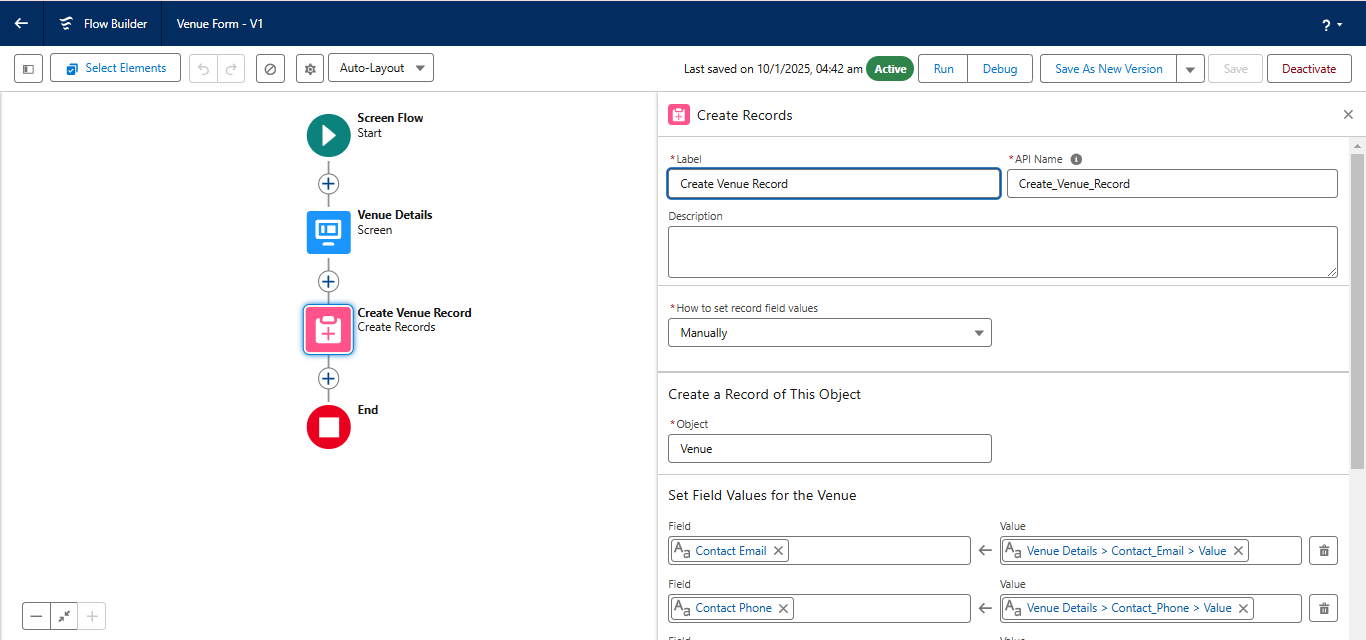 Flow Builder
Venue Form - V1
?
Select Elements
Auto-Layout
Last saved on 10/1/2025, 04:42 am
Active
Run
Debug
Save As New Version
Save
Deactivate
Screen Flow
Start
Venue Details
Screen
Create Venue Record
Create Records
End
Create Records
*Label
*API Name
Create Venue Record
Create_Venue_Record
Description
*How to set record field values
Manually
Create a Record of This Object
*Object
Venue
Set Field Values for the Venue
Field
Value
Aa Contact Email
Aa Venue Details > Contact_Email > Value
Field
Value
Aa Contact Phone
Aa Venue Details > Contact_Phone > Value